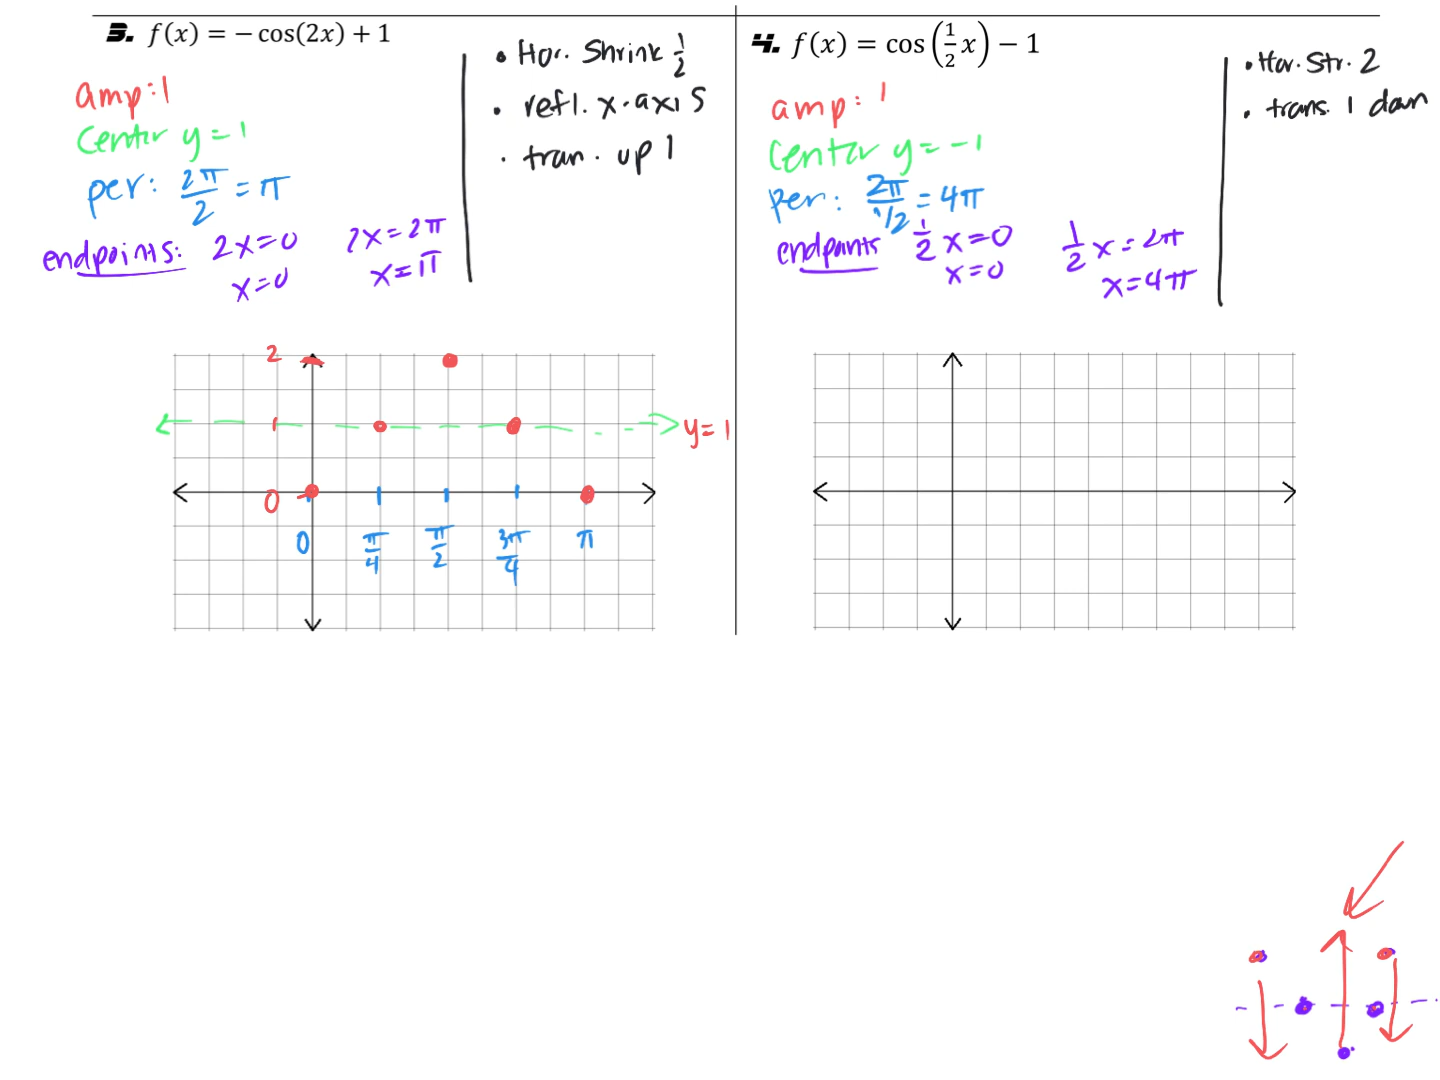 3. f(x) = − cos(2x) + 1
amp: 1
Center y = 1
per: 2π/2 = π
endpoints: 2x=0 2x=2π
x=0 x=π
• Hor. Shrink 1/2
• refl. x-axis
• tran. up 1
2
1
y=1
0
0 π/4 π/2 3π/4 π
4. f(x) = cos(1/2 x) − 1
amp: 1
Center y = −1
Per: 2π/1/2 = 4π
endpoints 1/2 x=0 1/2 x=2π
x=0 x=4π
• Hor. Str. 2
• trans. 1 down